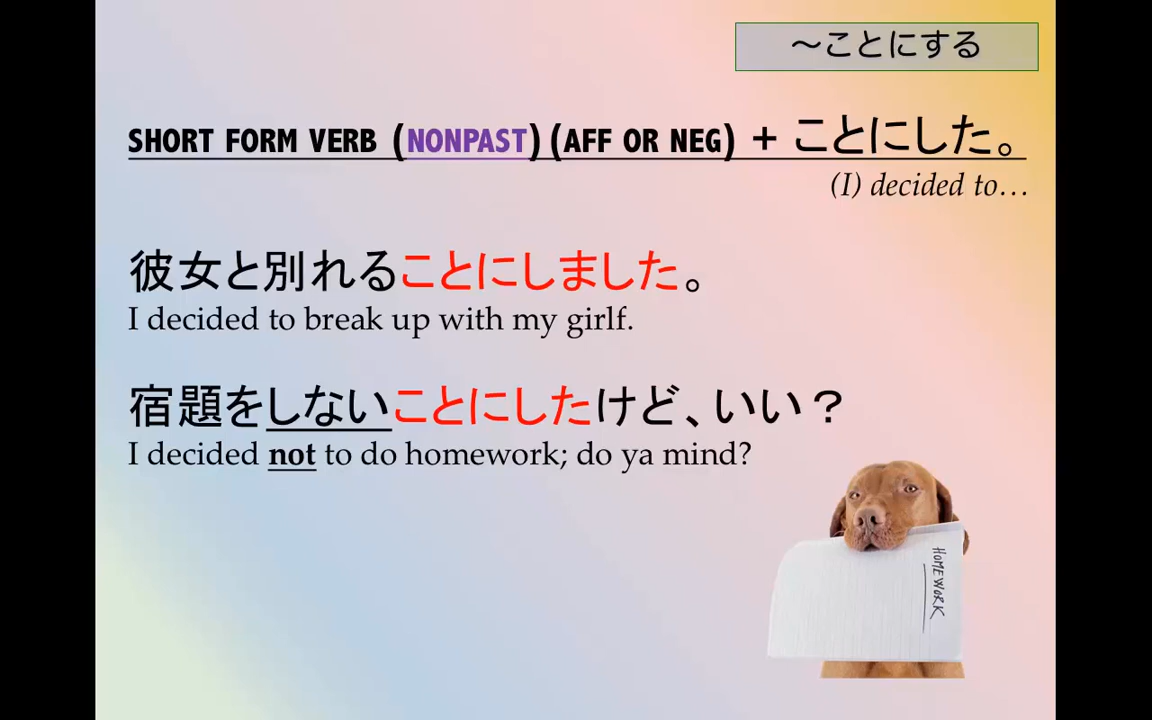 ～ことにする
SHORT FORM VERB (NONPAST) (AFF OR NEG) + ことにした。
(I) decided to…
彼女と別れることにしました。
I decided to break up with my girlf.
宿題をしないことにしたけど、いい？
I decided not to do homework; do ya mind?
HOMEWORK